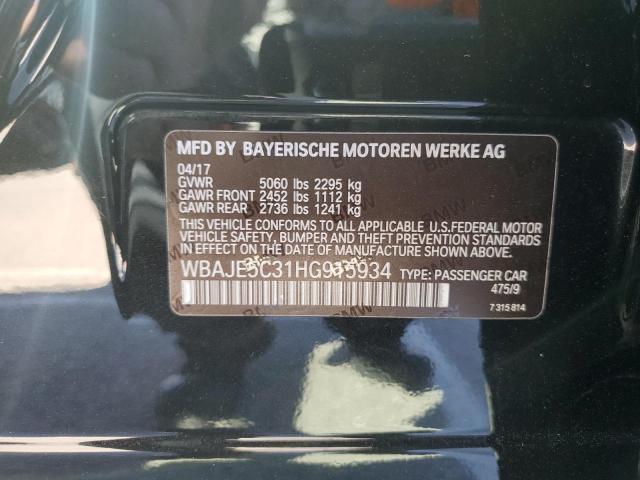 MFD BY BAYERISCHE MOTOREN WERKE AG
04/17
GVWR 5060 lbs 2295 kg
GAWR FRONT 2452 lbs 1112 kg
GAWR REAR 2736 lbs 1241 kg
THIS VEHICLE CONFORMS TO ALL APPLICABLE U.S.FEDERAL MOTOR
VEHICLE SAFETY, BUMPER AND THEFT PREVENTION STANDARDS
IN EFFECT ON THE DATE OF MANUFACTURE SHOWN ABOVE.
TYPE: PASSENGER CAR
475/9
7 315 814
BMW